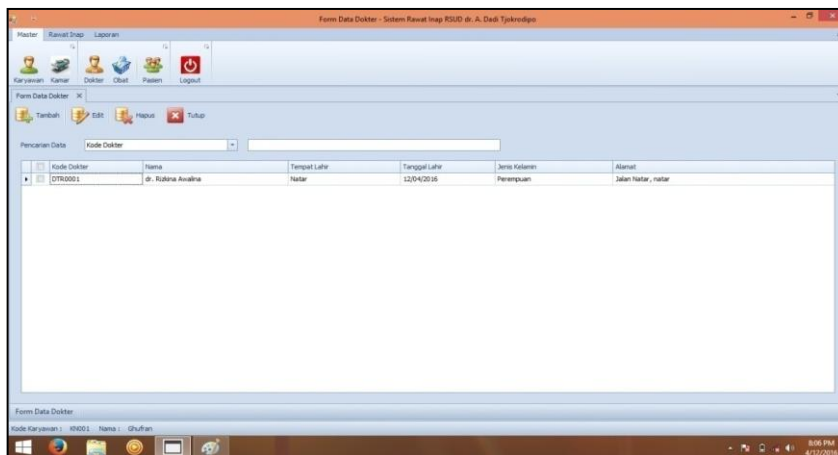 Form Data Dokter - Sistem Rawat Inap RSUD dr. A. Dadi Tjokrodipo
Master Rawat Inap Laporan
Karyawan Kamar Dokter Obat Pasien Logout
Form Data Dokter
Tambah Edit Hapus Tutup
Pencarian Data Kode Dokter
Kode Dokter Nama Tempat Lahir Tanggal Lahir Jenis Kelamin Alamat
DTR0001 dr. Rizkina Awalina Natar 12/04/2016 Perempuan Jalan Natar, natar
Form Data Dokter
Kode Karyawan : KN001 Nama : Ghufran
8:06 PM
4/12/2016